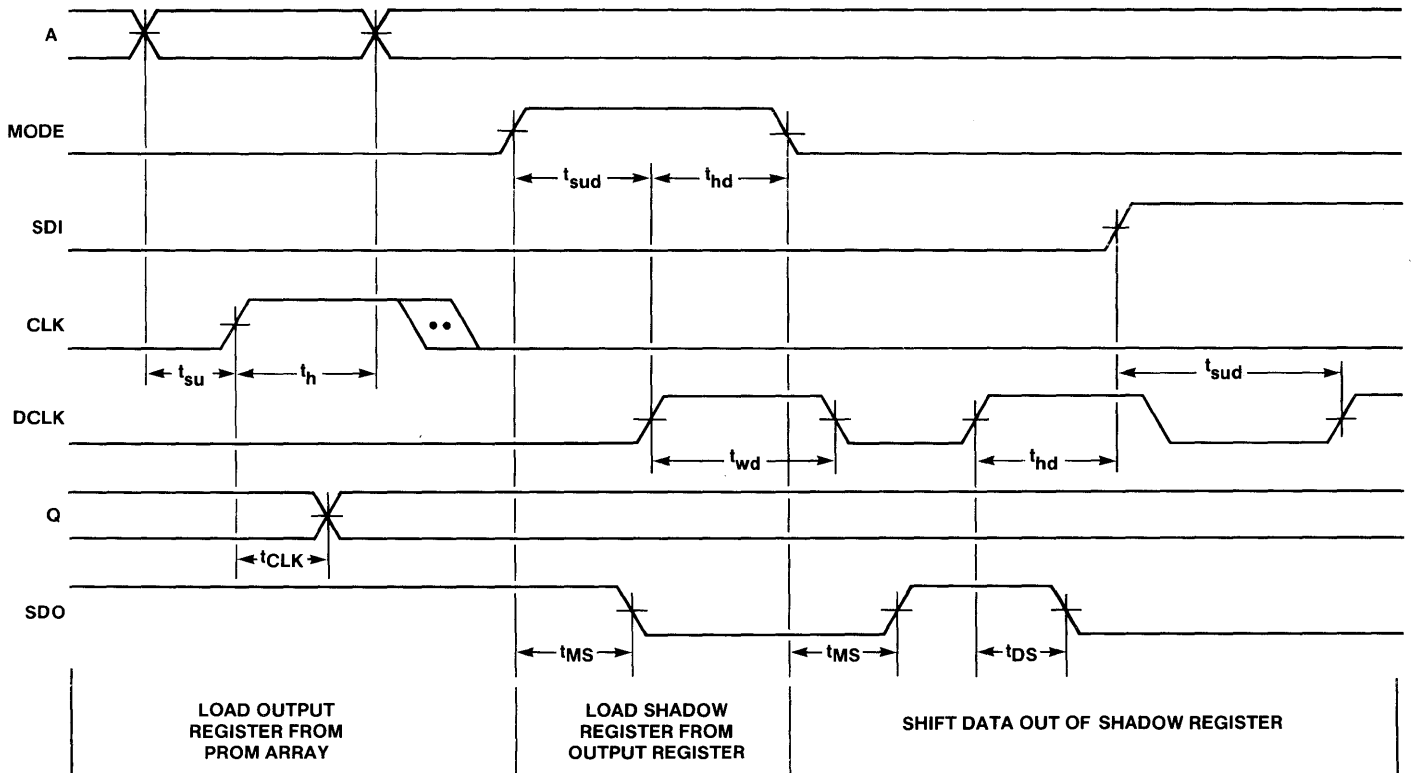 A
MODE
tsud
thd
SDI
CLK
tsu
th
tsud
DCLK
twd
thd
Q
tCLK
SDO
tMS
tMS
tDS
LOAD OUTPUT
REGISTER FROM
PROM ARRAY
LOAD SHADOW
REGISTER FROM
OUTPUT REGISTER
SHIFT DATA OUT OF SHADOW REGISTER